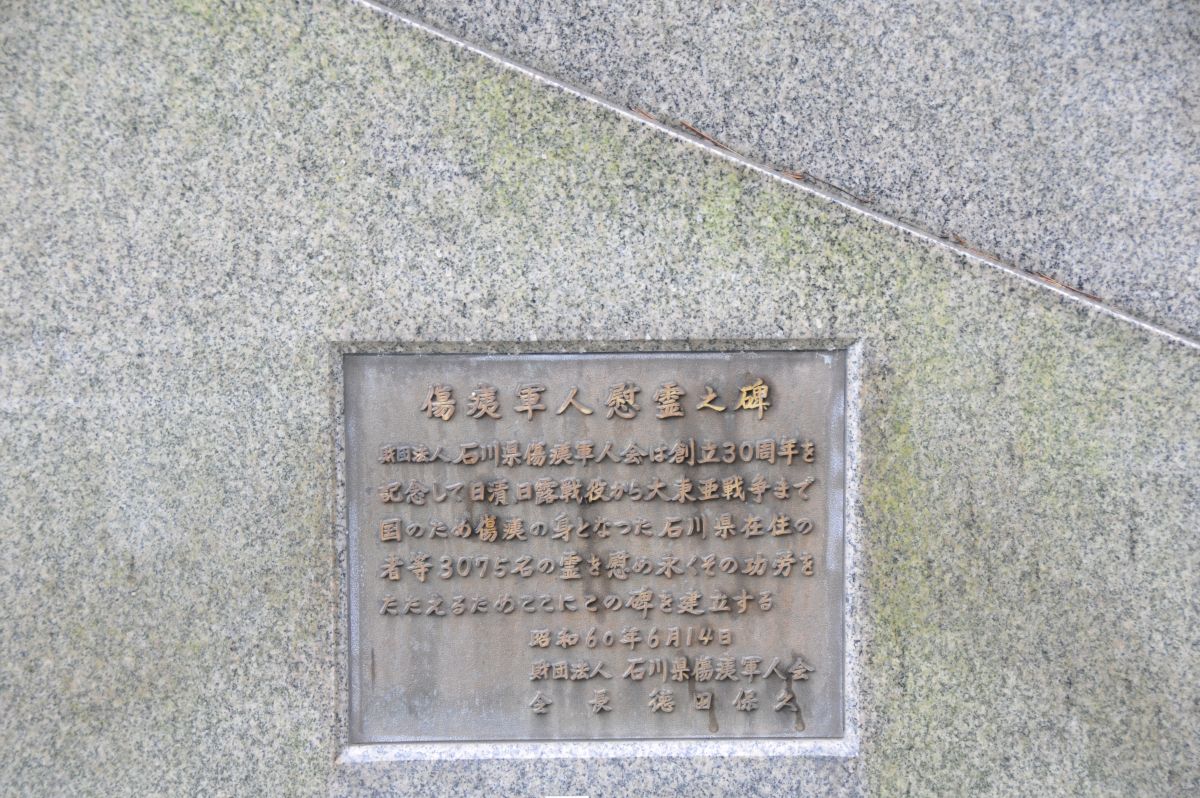 傷痍軍人慰霊之碑
財団法人石川県傷痍軍人会は創立30周年を
記念して日清日露戦役から大東亜戦争まで
国のため傷痍の身となった石川県在住の
者等3075名の霊を慰め永くその功労を
たたえるためここにこの碑を建立する
昭和60年6月14日
財団法人 石川県傷痍軍人会
会長 徳田保久